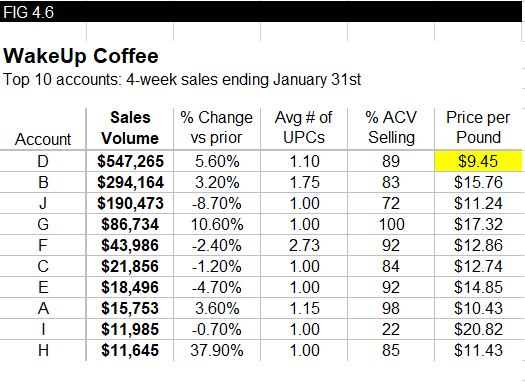 FIG 4.6
WakeUp Coffee
Top 10 accounts: 4-week sales ending January 31st
Sales % Change Avg # of % ACV Price per
Account Volume vs prior UPCs Selling Pound
D $547,265 5.60% 1.10 89 $9.45
B $294,164 3.20% 1.75 83 $15.76
J $190,473 -8.70% 1.00 72 $11.24
G $86,734 10.60% 1.00 100 $17.32
F $43,986 -2.40% 2.73 92 $12.86
C $21,856 -1.20% 1.00 84 $12.74
E $18,496 -4.70% 1.00 92 $14.85
A $15,753 3.60% 1.15 98 $10.43
I $11,985 -0.70% 1.00 22 $20.82
H $11,645 37.90% 1.00 85 $11.43